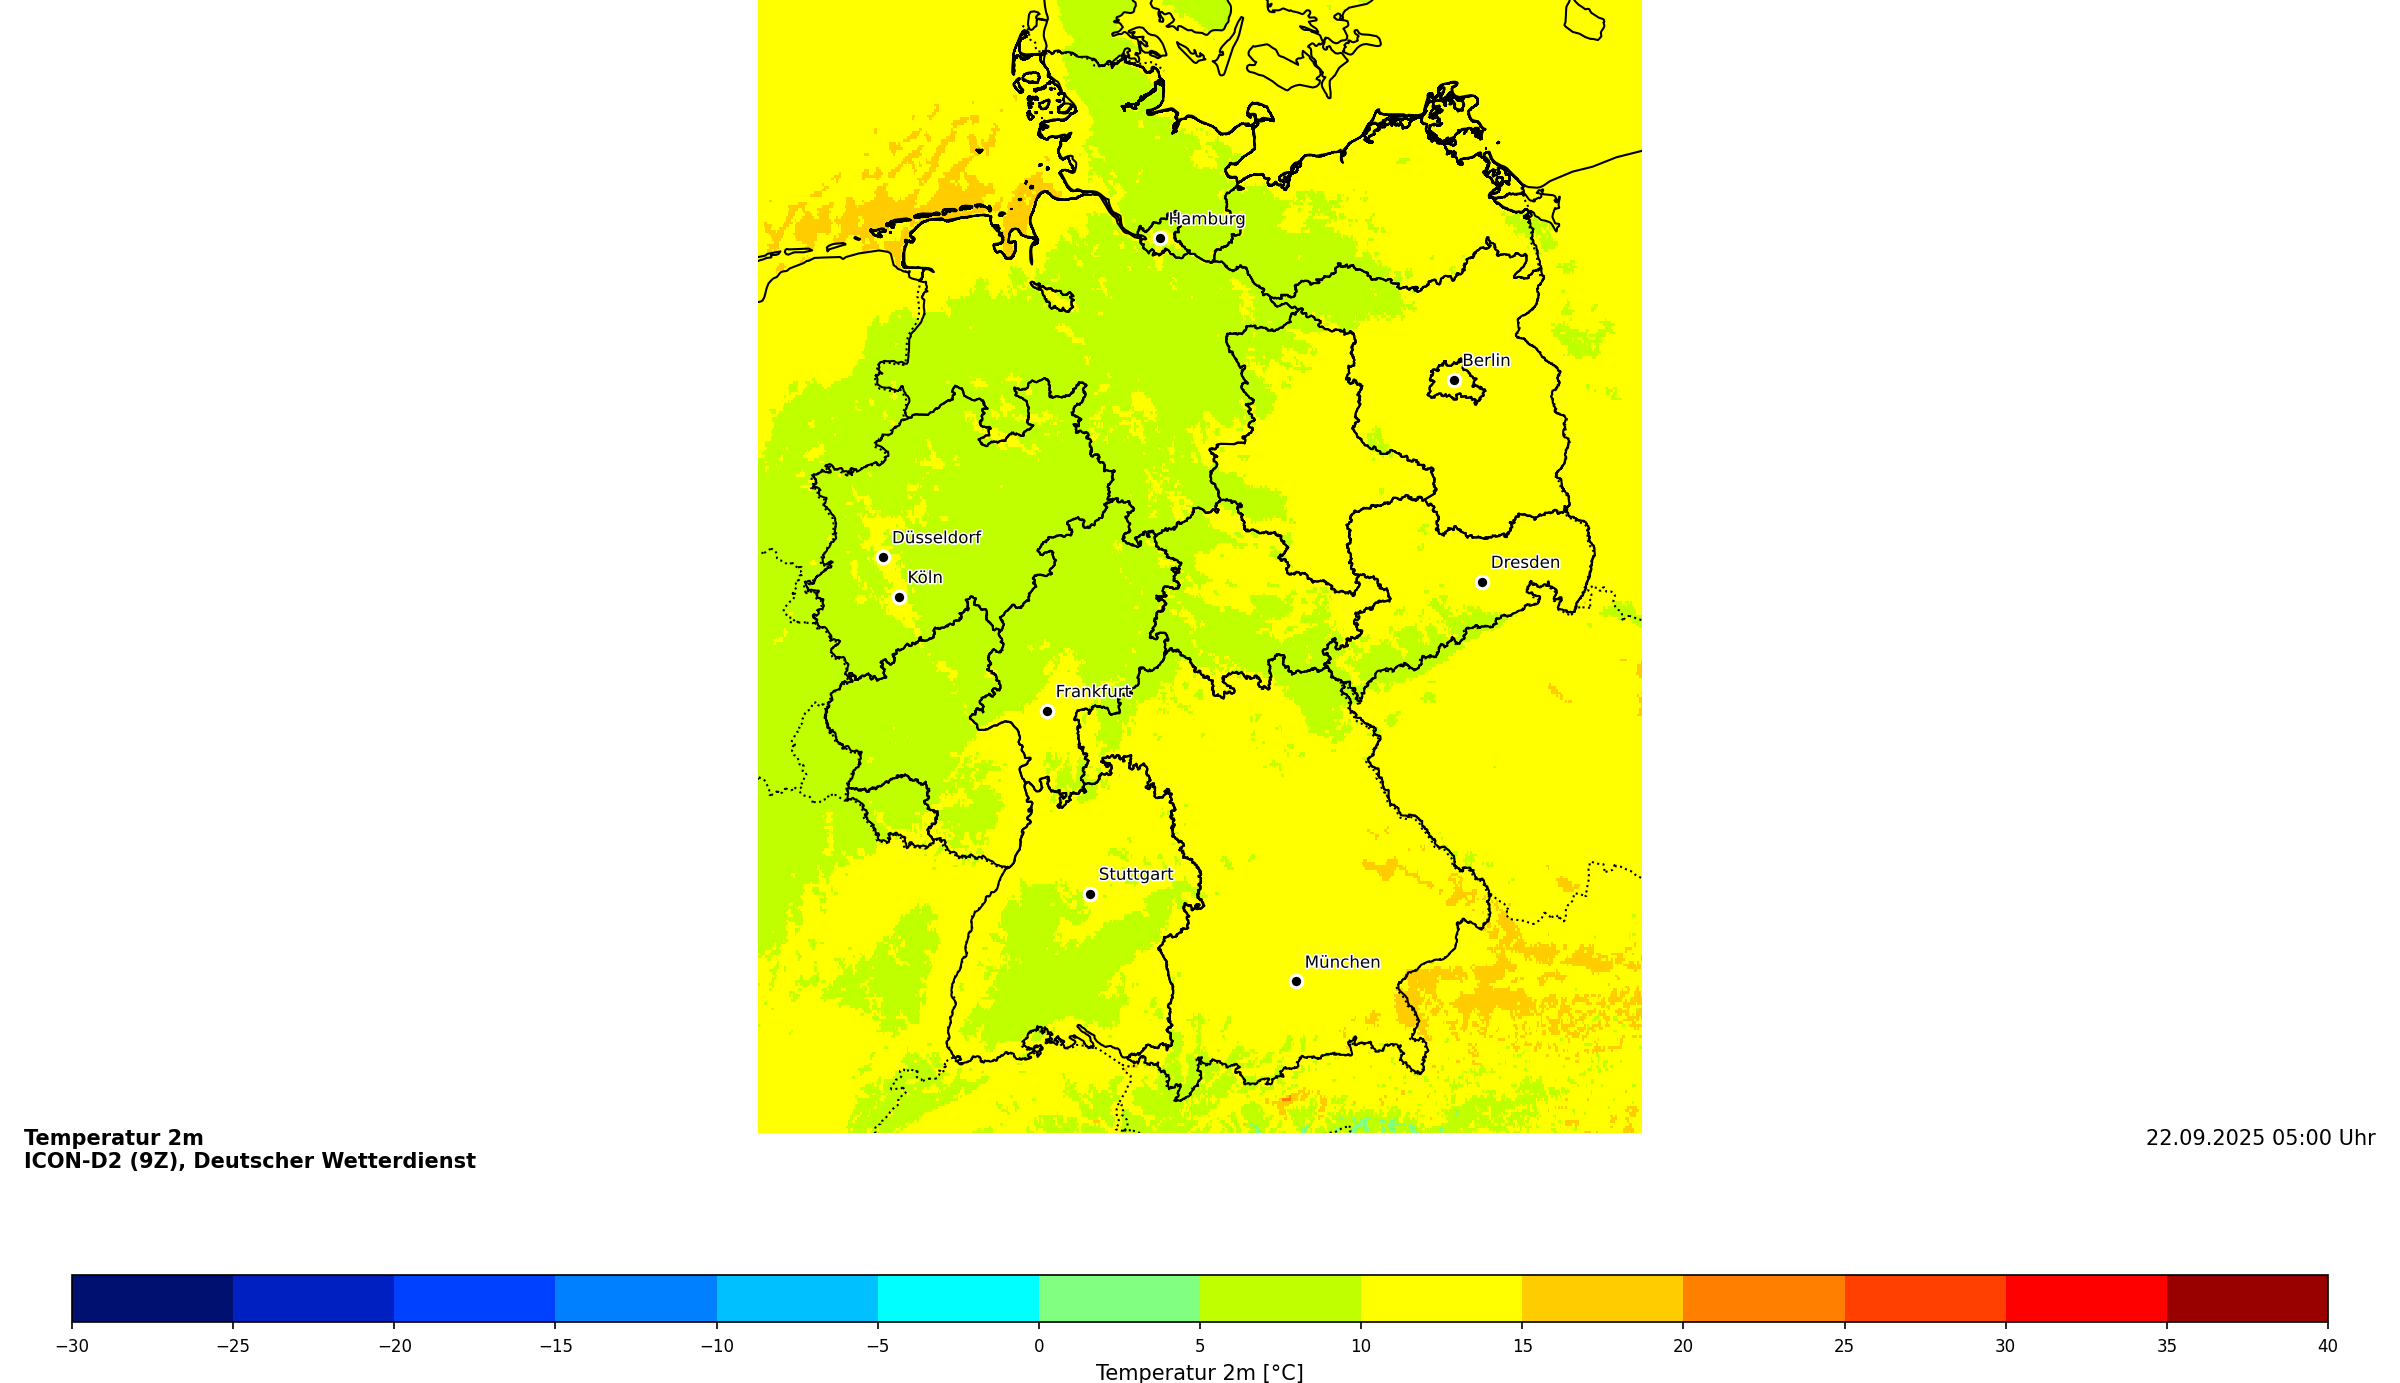 Hamburg
Berlin
Düsseldorf
Köln
Dresden
Frankfurt
Stuttgart
München
Temperatur 2m
ICON-D2 (9Z), Deutscher Wetterdienst
22.09.2025 05:00 Uhr
−30 −25 −20 −15 −10 −5 0 5 10 15 20 25 30 35 40
Temperatur 2m [°C]